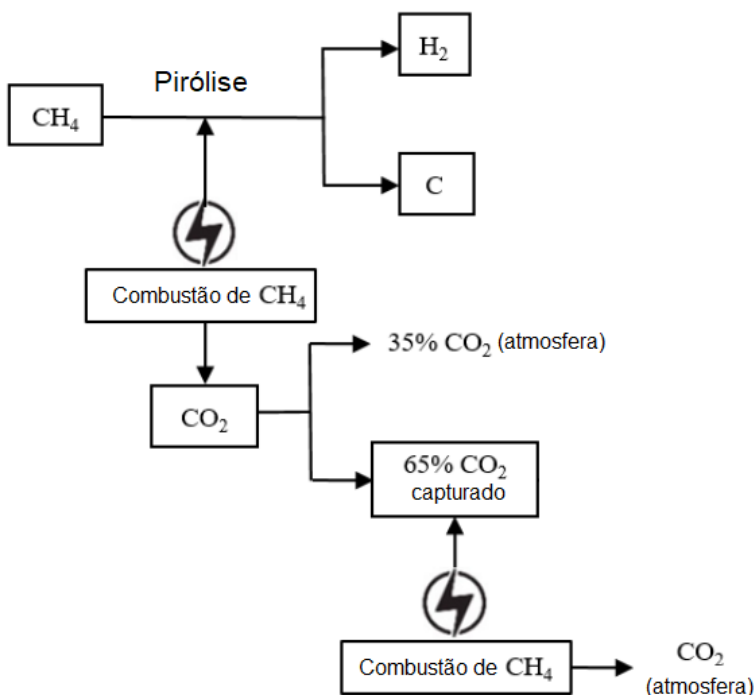 H₂
Pirólise
CH₄
C
Combustão de CH₄
35% CO₂ (atmosfera)
CO₂
65% CO₂
capturado
Combustão de CH₄
CO₂
(atmosfera)